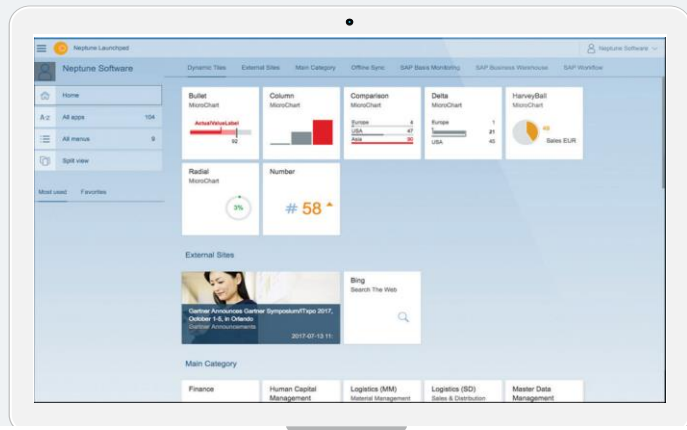 Neptune Launchpad
Neptune Software
Neptune Software
Dynamic Tiles External Sites Main Category Offline Sync SAP Basis Monitoring SAP Business Warehouse SAP Workflow
Home
A-z All apps 104
All menus 9
Split view
Most used Favorites
Bullet
MicroChart
ActualValueLabel
92
Column
MicroChart
Comparison
MicroChart
Europe 4
USA 47
Asia 90
Delta
MicroChart
Europe 1
21
USA
HarveyBall
MicroChart
Sales EUR
Radial
MicroChart
3%
Number
# 58
External Sites
Gartner Announces Gartner Symposium/ITxpo 2017,
October 1-5, in Orlando
Gartner Announcements
2017-07-13 11:
Bing
Search The Web
Main Category
Finance
Human Capital
Management
Logistics (MM)
Material Management
Logistics (SD)
Sales & Distribution
Master Data
Management